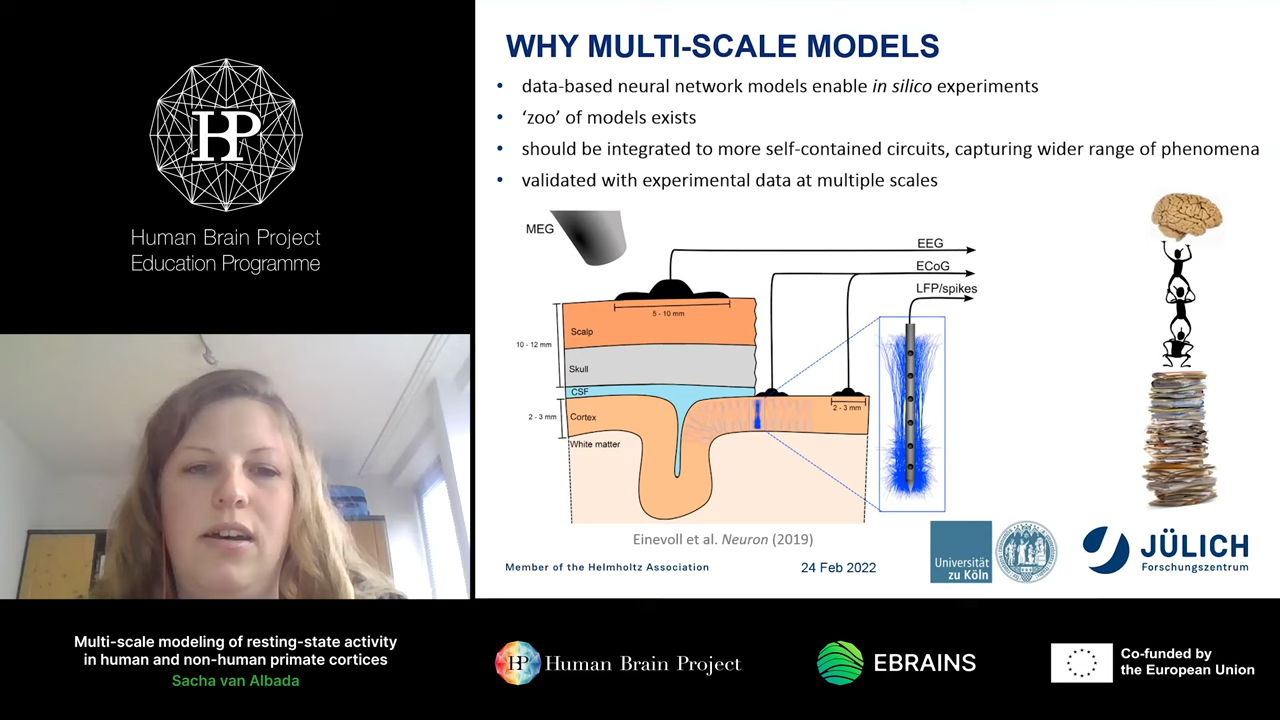 HP
Human Brain Project
Education Programme
WHY MULTI-SCALE MODELS
• data-based neural network models enable in silico experiments
• ‘zoo’ of models exists
• should be integrated to more self-contained circuits, capturing wider range of phenomena
• validated with experimental data at multiple scales
MEG
EEG
ECoG
LFP/spikes
5 - 10 mm
Scalp
10 - 12 mm
Skull
CSF
2 - 3 mm
Cortex
2 - 3 mm
White matter
Einevoll et al. Neuron (2019)
Member of the Helmholtz Association
24 Feb 2022
Universität
zu Köln
JÜLICH
Forschungszentrum
Multi-scale modeling of resting-state activity
in human and non-human primate cortices
Sacha van Albada
HP Human Brain Project
EBRAINS
Co-funded by
the European Union